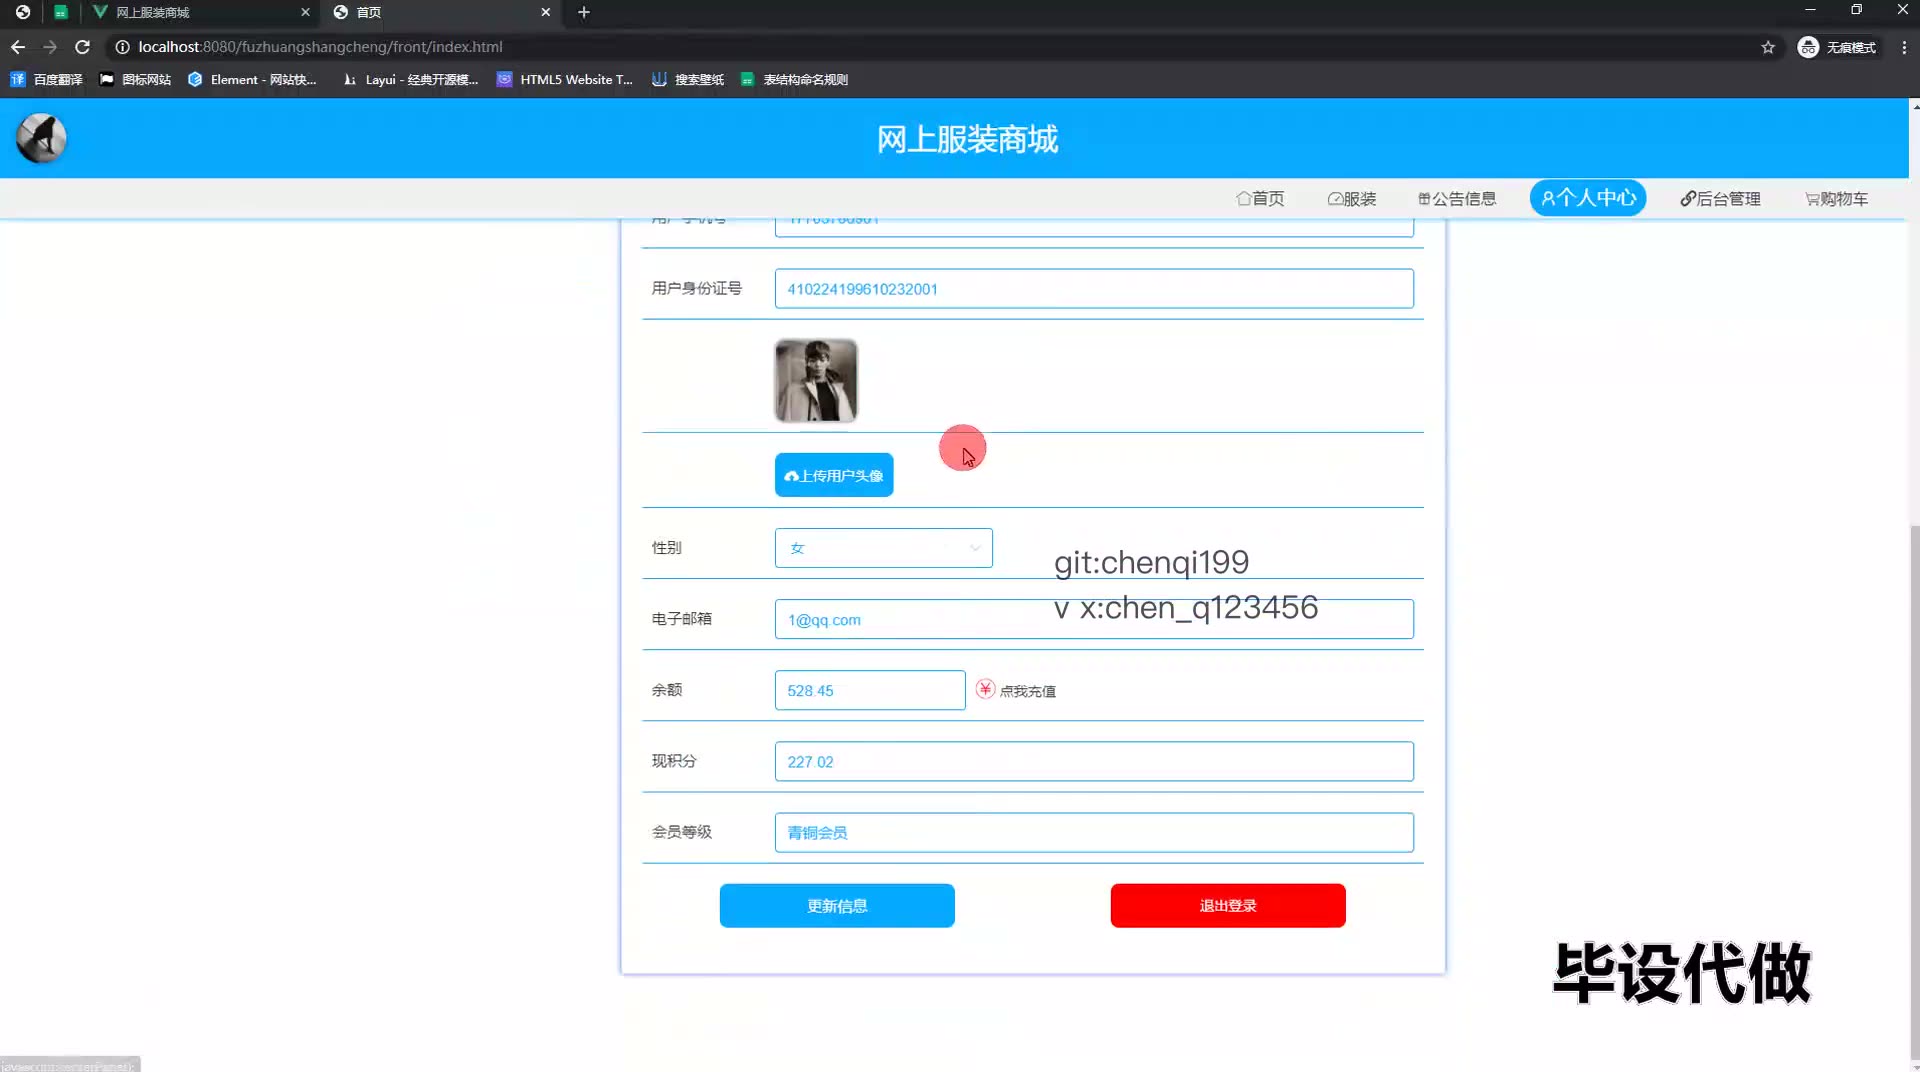 网上服装商城
首页
localhost:8080/fuzhuangshangcheng/front/index.html
无痕模式
百度翻译
图标网站
Element - 网站快...
Layui - 经典开源模...
HTML5 Website T...
搜索壁纸
表结构命名规则
网上服装商城
首页
服装
公告信息
个人中心
后台管理
购物车
用户身份证号
410224199610232001
上传用户头像
性别
女
git:chenqi199
v x:chen_q123456
电子邮箱
1@qq.com
余额
528.45
点我充值
现积分
227.02
会员等级
青铜会员
更新信息
退出登录
毕设代做